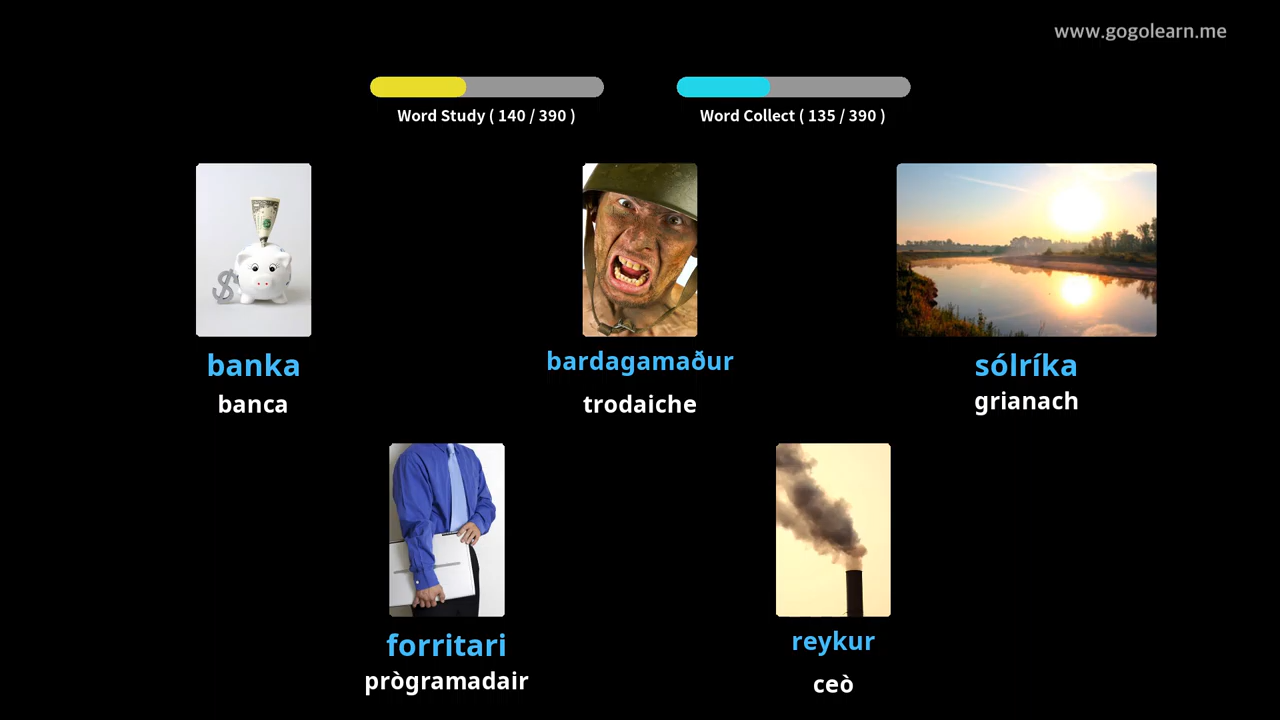 www.gogolearn.me
Word Study ( 140 / 390 )
Word Collect ( 135 / 390 )
banka
banca
bardagamaður
trodaiche
sólríka
grianach
forritari
prògramadair
reykur
ceò